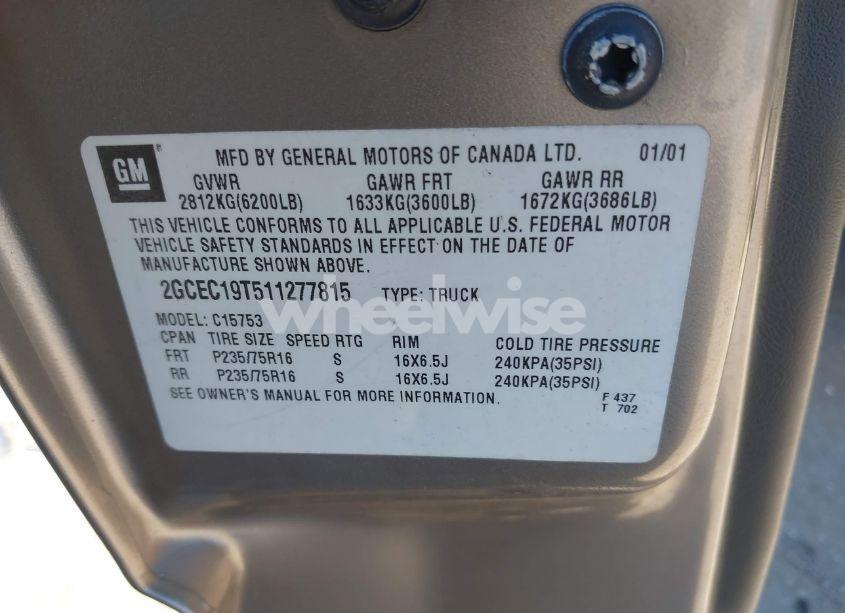 GM ®
MFD BY GENERAL MOTORS OF CANADA LTD. 01/01
GVWR GAWR FRT GAWR RR
2812KG(6200LB) 1633KG(3600LB) 1672KG(3686LB)
THIS VEHICLE CONFORMS TO ALL APPLICABLE U.S. FEDERAL MOTOR
VEHICLE SAFETY STANDARDS IN EFFECT ON THE DATE OF
MANUFACTURE SHOWN ABOVE.
2GCEC19T511277815 TYPE: TRUCK
wheelwise
MODEL: C15753
CPAN TIRE SIZE SPEED RTG RIM COLD TIRE PRESSURE
FRT P235/75R16 S 16X6.5J 240KPA(35PSI)
RR P235/75R16 S 16X6.5J 240KPA(35PSI)
SEE OWNER'S MANUAL FOR MORE INFORMATION. F 437
T 702